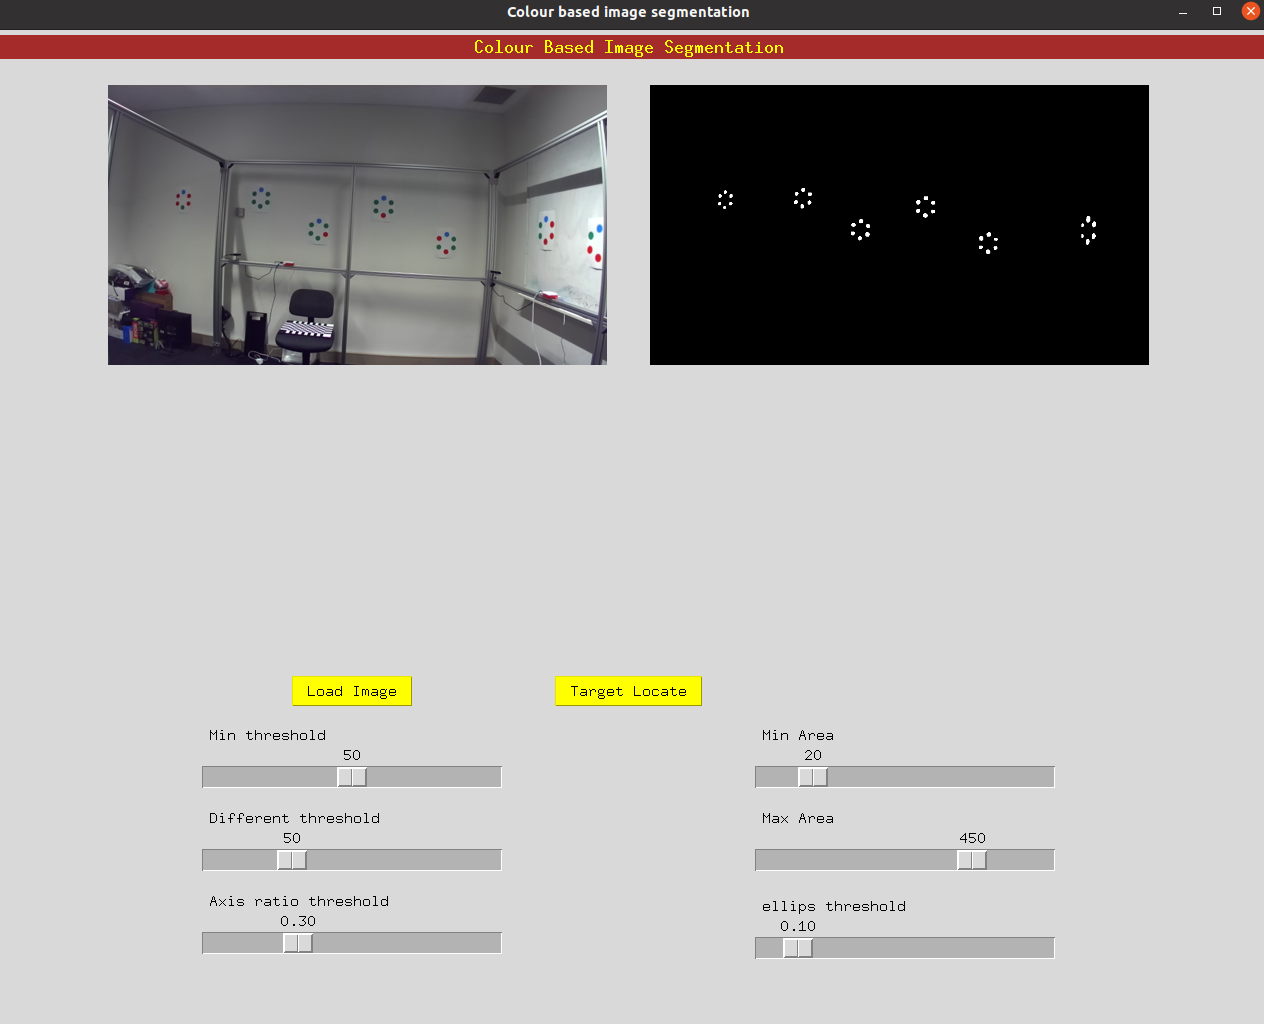 Colour based image segmentation
Colour Based Image Segmentation
Load Image
Target Locate
Min threshold
50
Min Area
20
Different threshold
50
Max Area
450
Axis ratio threshold
0.30
ellips threshold
0.10